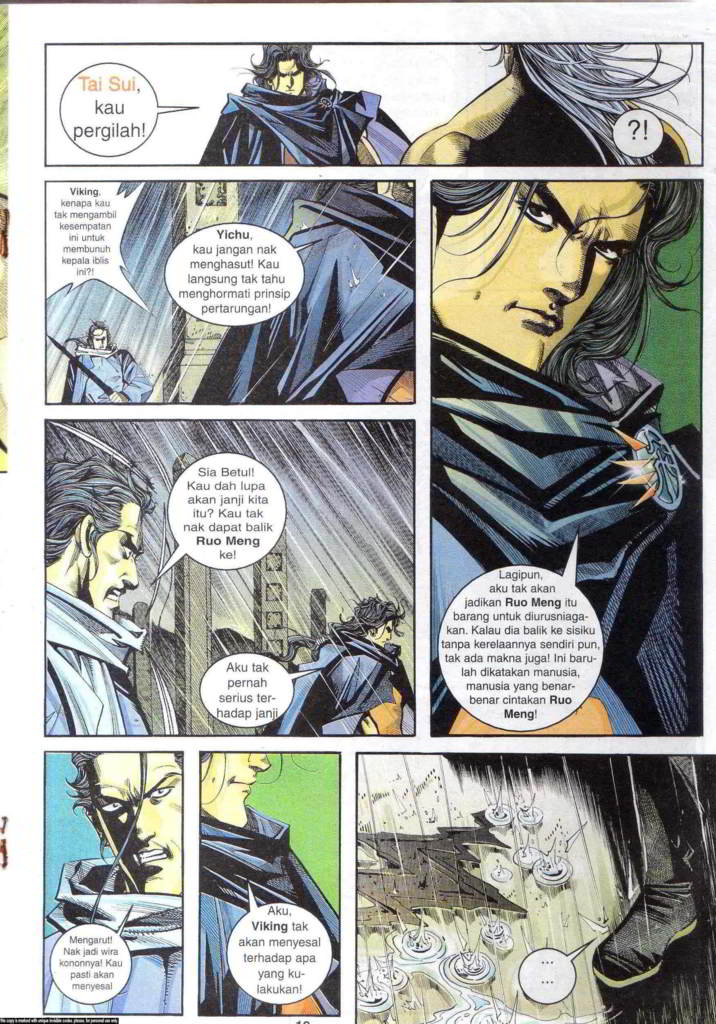 Tai Sui,
kau
pergilah!
?!
Viking,
kenapa kau
tak mengambil
kesempatan
ini untuk
membunuh
kepala iblis
ini?!
Yichu,
kau jangan nak
menghasut! Kau
langsung tak tahu
menghormati prinsip
pertarungan!
Sia Betul!
Kau dah lupa
akan janji kita
itu? Kau tak
nak dapat balik
Ruo Meng
ke!
Aku tak
pernah
serius ter-
hadap janji
Lagipun,
aku tak akan
jadikan Ruo Meng itu
barang untuk diurusniaga-
kan. Kalau dia balik ke sisiku
tanpa kerelaannya sendiri pun,
tak ada makna juga! Ini baru-
lah dikatakan manusia,
manusia yang benar-
benar cintakan Ruo
Meng!
Mengarut!
Nak jadi wira
kononnya! Kau
pasti akan
menyesal
Aku,
Viking tak
akan menyesal
terhadap apa
yang ku-
lakukan!
...
...